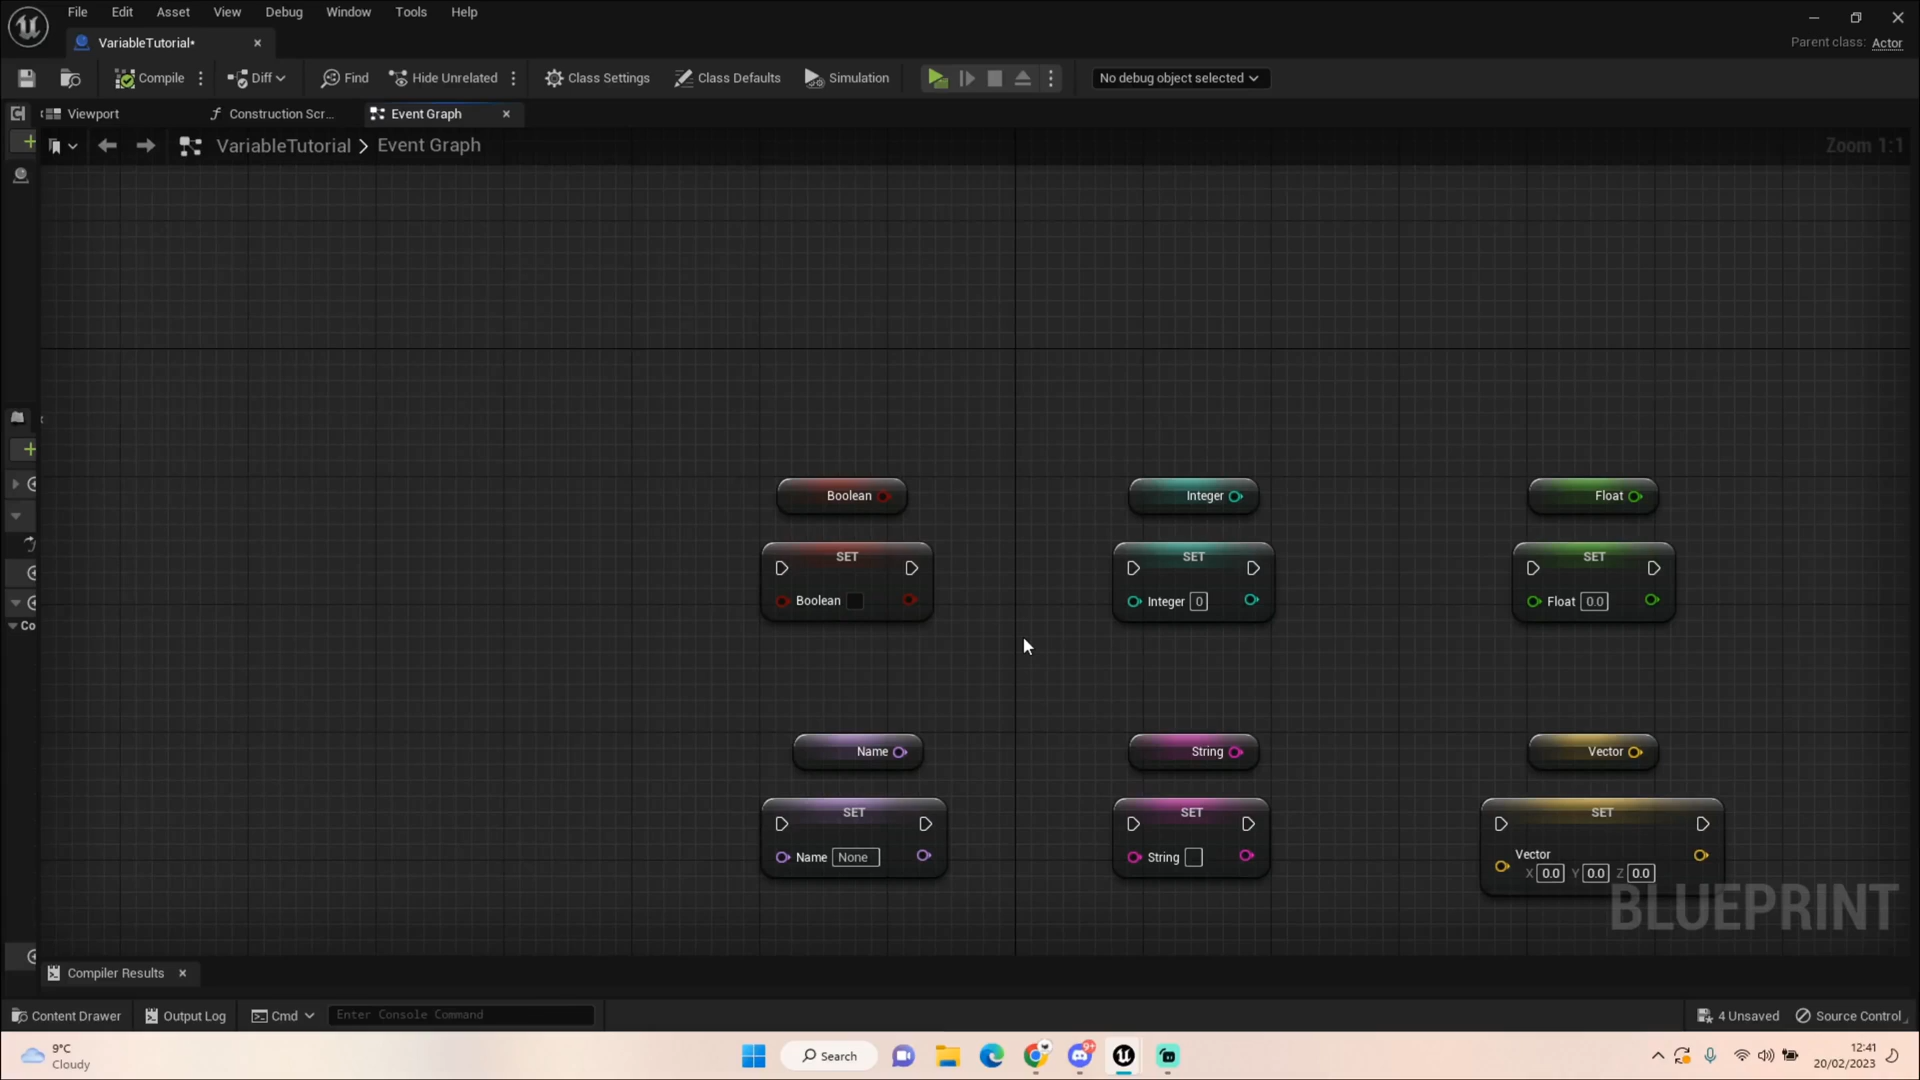 File Edit Asset View Debug Window Tools Help
VariableTutorial*
Parent class: Actor
Compile Diff Find Hide Unrelated Class Settings Class Defaults Simulation No debug object selected
Viewport Construction Scr... Event Graph
VariableTutorial > Event Graph Zoom 1:1
Boolean Integer Float
SET SET SET
Boolean Integer 0 Float 0.0
Co
Name String Vector
SET SET SET
Name None String Vector
X 0.0 Y 0.0 Z 0.0
BLUEPRINT
Compiler Results
Content Drawer Output Log Cmd Enter Console Command 4 Unsaved Source Control
9°C
Cloudy
Search
9+
12:41
20/02/2023